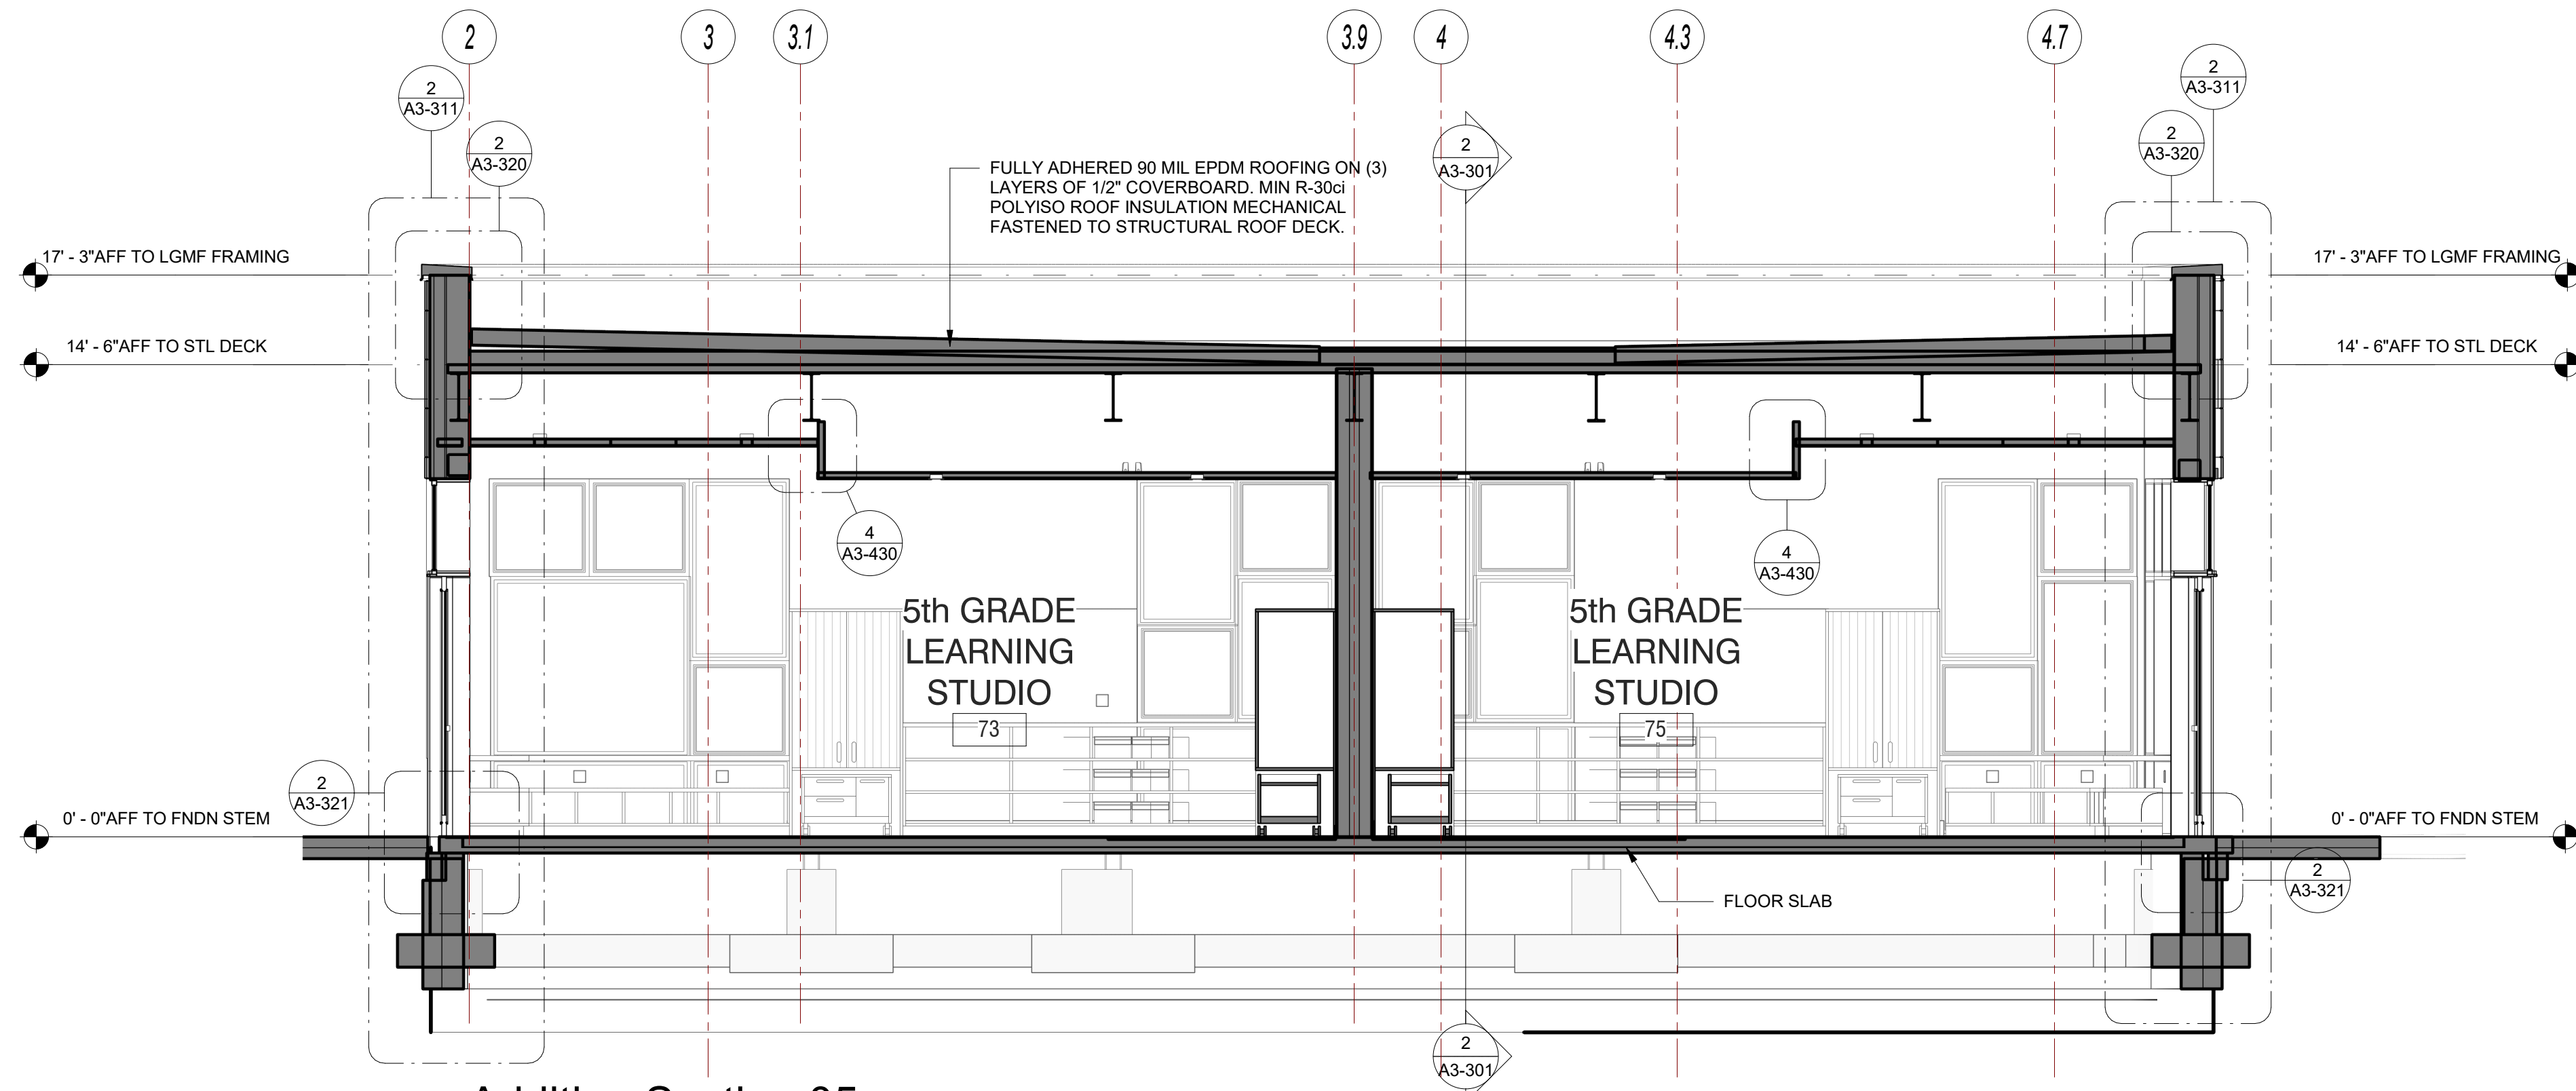 2
3
3.1
3.9
4
4.3
4.7
2
A3-311
2
A3-311
2
A3-320
2
A3-320
2
A3-301
FULLY ADHERED 90 MIL EPDM ROOFING ON (3)
LAYERS OF 1/2" COVERBOARD. MIN R-30ci
POLYISO ROOF INSULATION MECHANICAL
FASTENED TO STRUCTURAL ROOF DECK.
17' - 3"AFF TO LGMF FRAMING
17' - 3"AFF TO LGMF FRAMING
14' - 6"AFF TO STL DECK
14' - 6"AFF TO STL DECK
4
A3-430
4
A3-430
5th GRADE
LEARNING
STUDIO
73
5th GRADE
LEARNING
STUDIO
75
2
A3-321
0' - 0"AFF TO FNDN STEM
0' - 0"AFF TO FNDN STEM
2
A3-321
FLOOR SLAB
2
A3-301